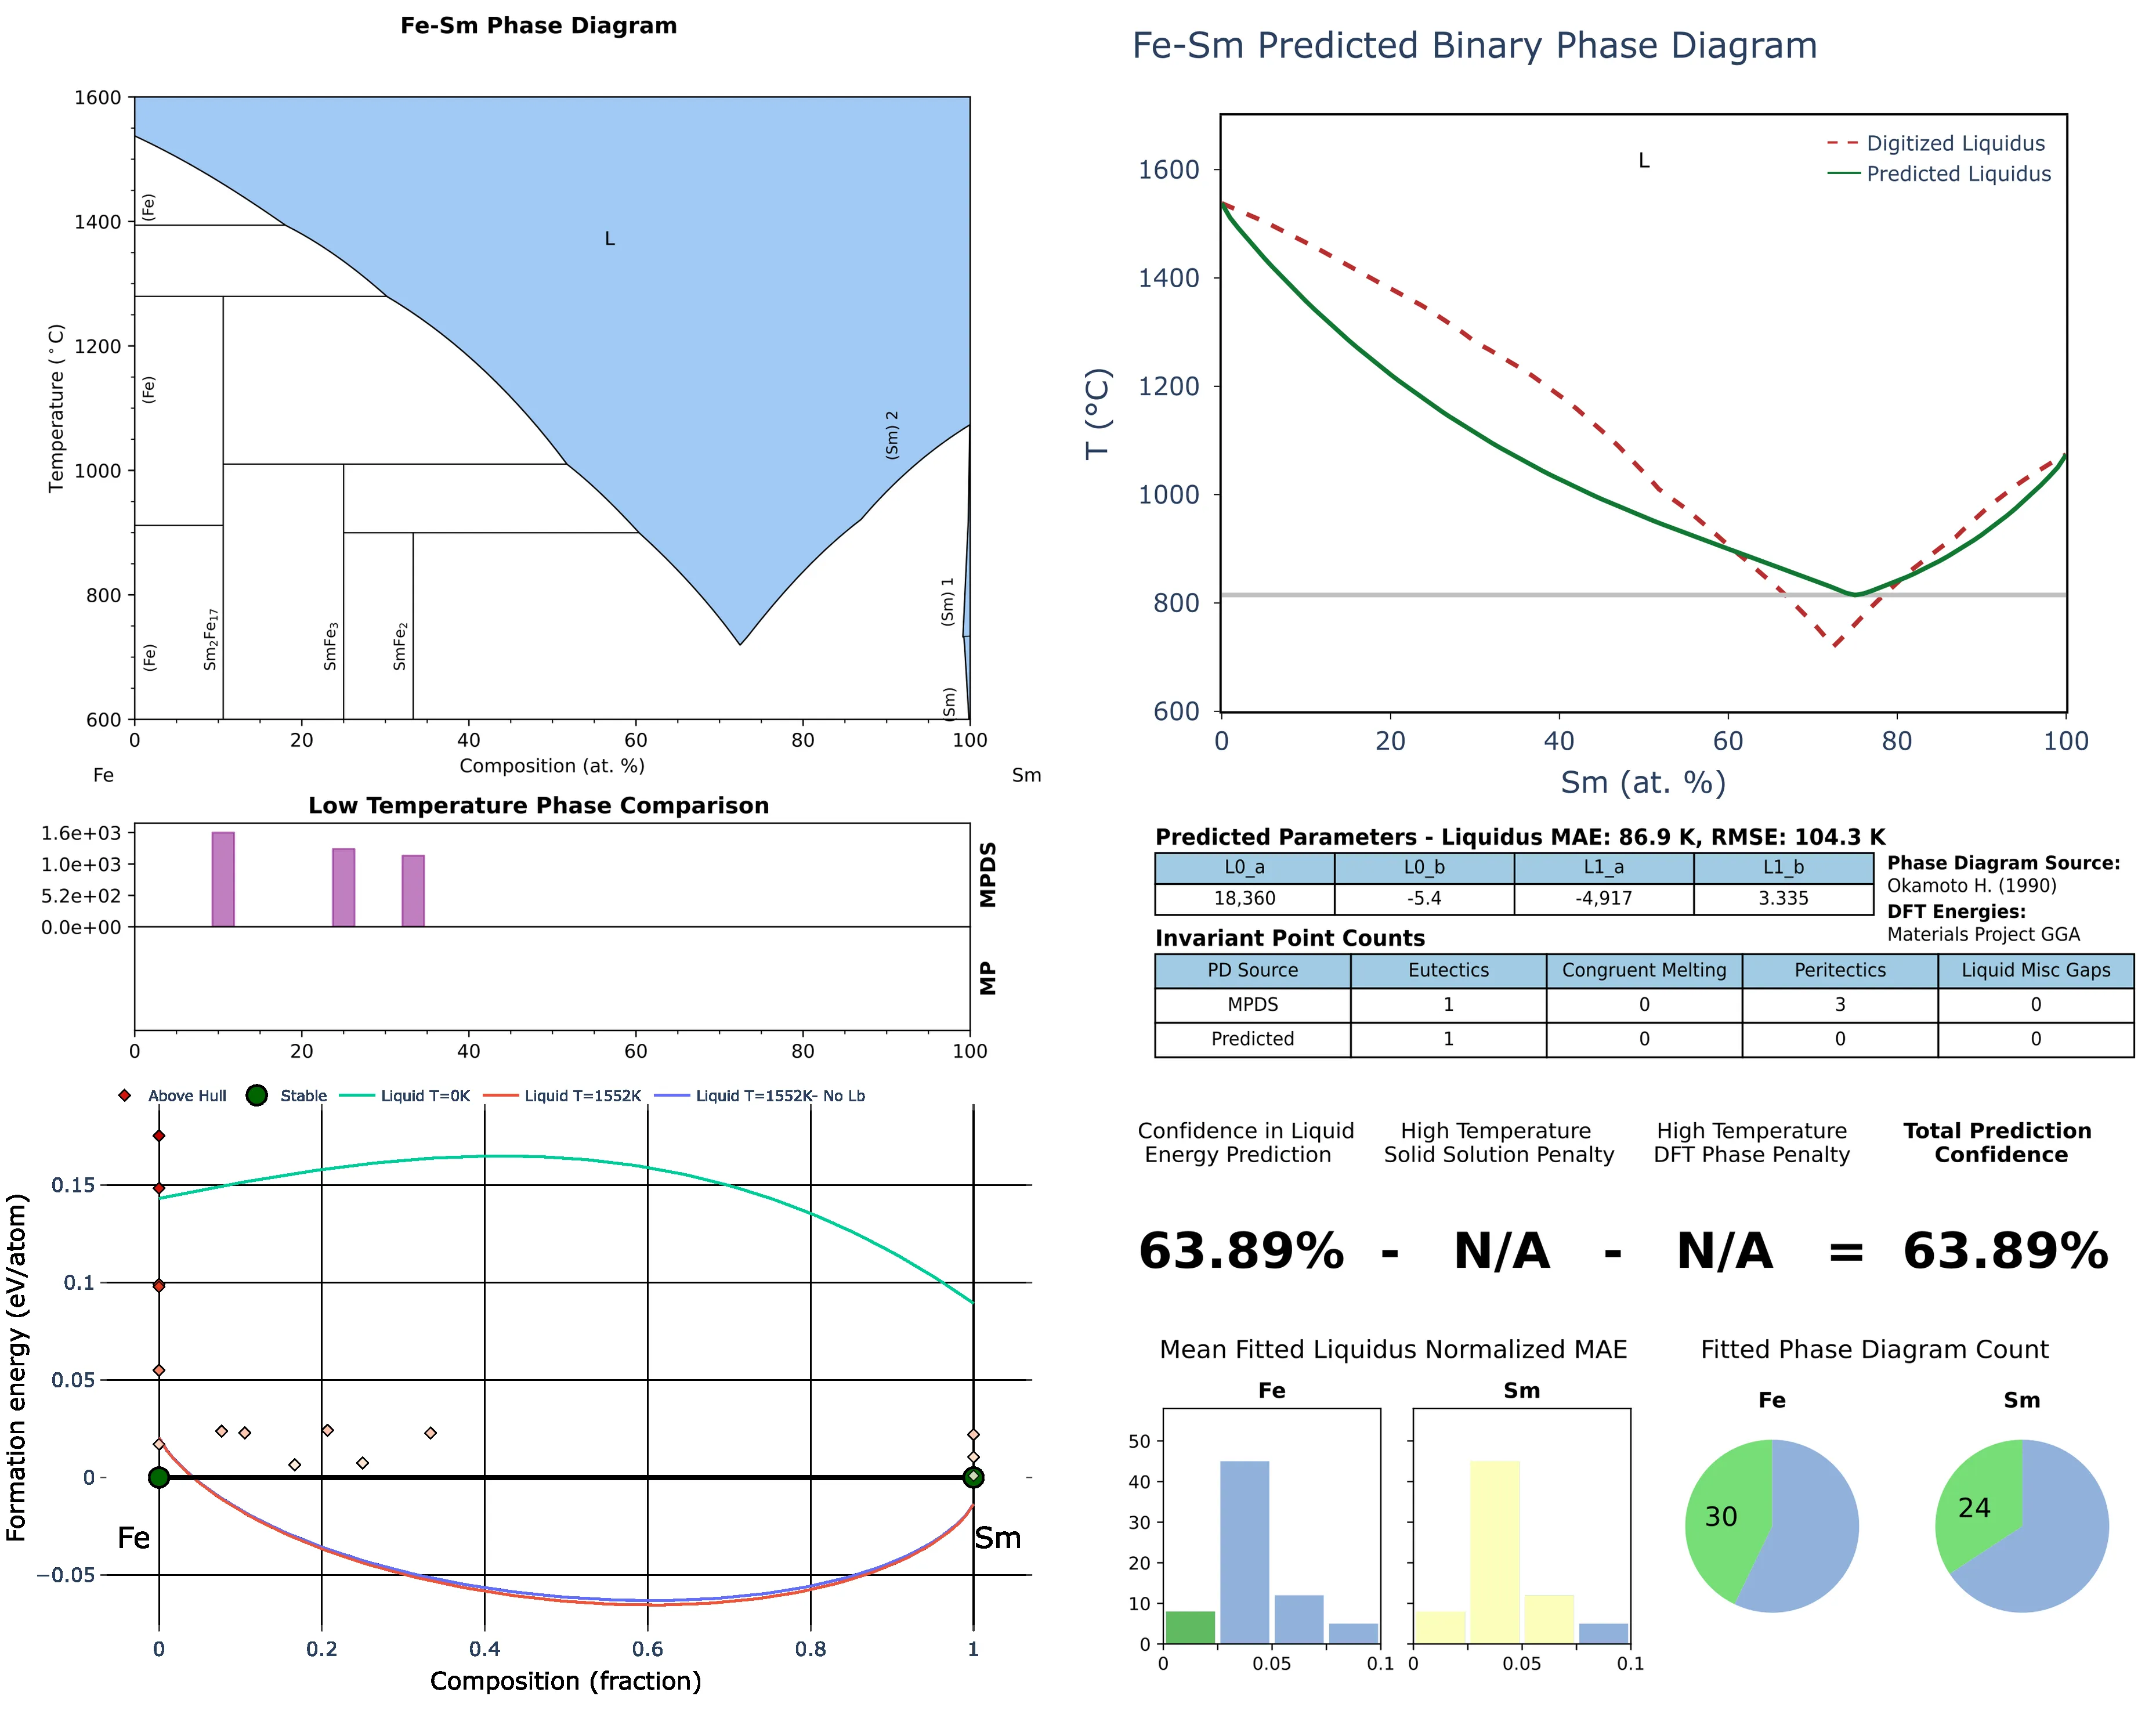 Fe-Sm Phase Diagram
1600
1400
1200
1000
800
600
Temperature (°C)
(Fe)
(Fe)
(Fe)
Sm2Fe17
SmFe3
SmFe2
L
(Sm) 2
(Sm) 1
(Sm)
0 20 40 60 80 100
Composition (at. %)
Fe Sm
Low Temperature Phase Comparison
1.6e+03
1.0e+03
5.2e+02
0.0e+00
MPDS
MP
0 20 40 60 80 100
Above Hull Stable Liquid T=0K Liquid T=1552K Liquid T=1552K- No Lb
0.15
0.1
0.05
0
−0.05
Formation energy (eV/atom)
Fe Sm
0 0.2 0.4 0.6 0.8 1
Composition (fraction)
Fe-Sm Predicted Binary Phase Diagram
L
Digitized Liquidus
Predicted Liquidus
1600
1400
1200
1000
800
600
T (°C)
0 20 40 60 80 100
Sm (at. %)
Predicted Parameters - Liquidus MAE: 86.9 K, RMSE: 104.3 K
L0_a L0_b L1_a L1_b
18,360 -5.4 -4,917 3.335
Phase Diagram Source:
Okamoto H. (1990)
DFT Energies:
Materials Project GGA
Invariant Point Counts
PD Source Eutectics Congruent Melting Peritectics Liquid Misc Gaps
MPDS 1 0 3 0
Predicted 1 0 0 0
Confidence in Liquid
Energy Prediction
High Temperature
Solid Solution Penalty
High Temperature
DFT Phase Penalty
Total Prediction
Confidence
63.89% - N/A - N/A = 63.89%
Mean Fitted Liquidus Normalized MAE
Fe Sm
50
40
30
20
10
0
0 0.05 0.1 0 0.05 0.1
Fitted Phase Diagram Count
Fe Sm
30 24